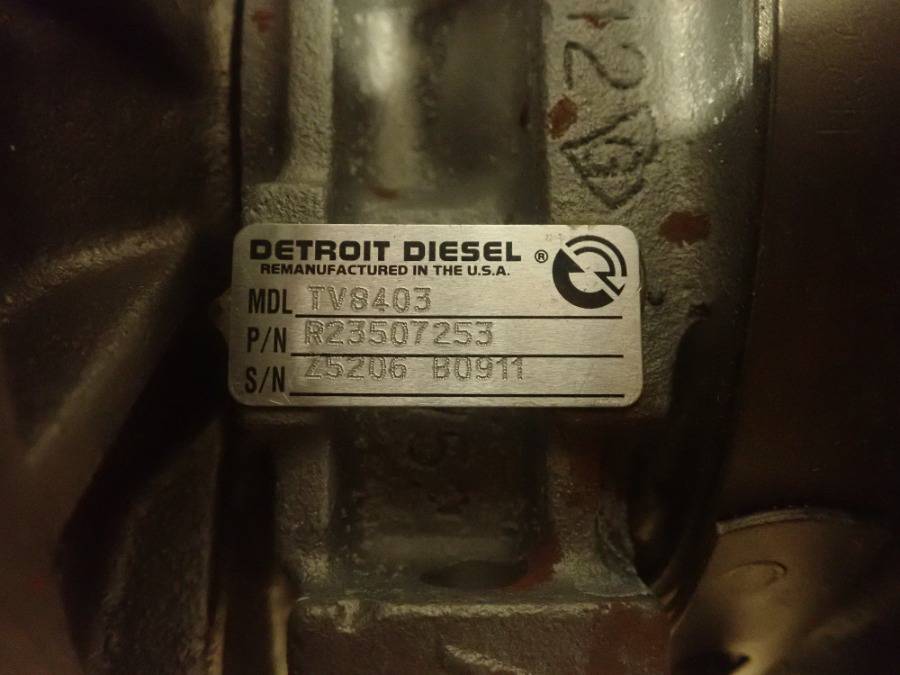 DETROIT DIESEL ®
REMANUFACTURED IN THE U.S.A.
MDL TV8403
P/N R23507253
S/N Z5206 B0911